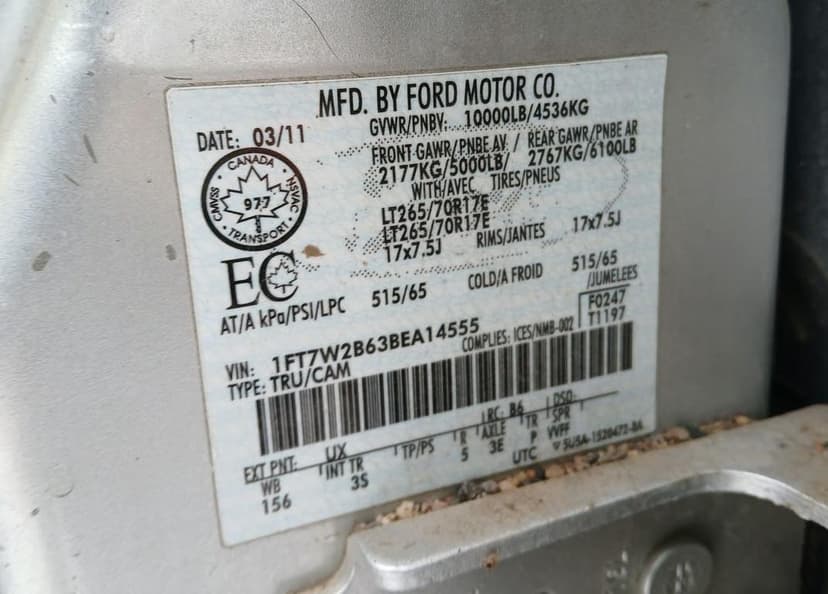 MFD. BY FORD MOTOR CO.
DATE: 03/11
GVWR/PNBV: 10000LB/4536KG
FRONT GAWR/PNBE AV / REAR GAWR/PNBE AR
2177KG/5000LB/ 2767KG/6100LB
WITH/AVEC TIRES/PNEUS
LT265/70R17E
LT265/70R17E
17x7.5J RIMS/JANTES 17x7.5J
CANADA
CMVSS 977 NSVAC
TRANSPORT
EC
AT/A kPa/PSI/LPC 515/65 COLD/A FROID 515/65
/JUMELEES
VIN: 1FT7W2B63BEA14555
COMPLIES: ICES/NMB-002
F0247
T1197
TYPE: TRU/CAM
EXT PNT: UX RC: B6 DSO:
WB INT TR TP/PS R AXLE TR SPR
156 3S 5 3E P VVFF
UTC 5U5A-1520472-BA